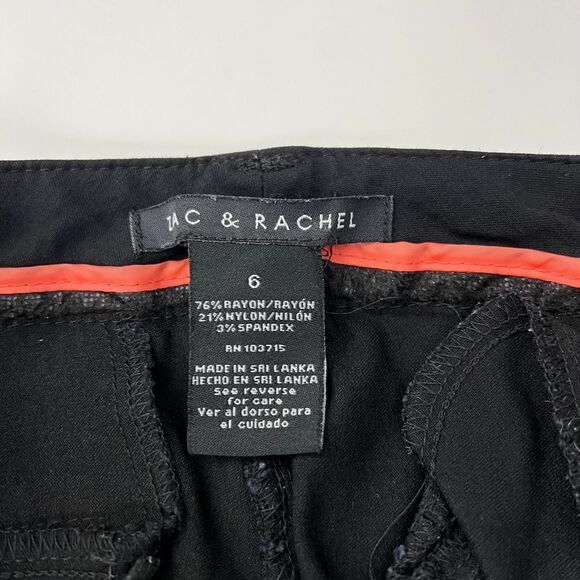 ZAC & RACHEL
6
76% RAYON/RAYÓN
21% NYLON/NILÓN
3% SPANDEX
RN 103715
MADE IN SRI LANKA
HECHO EN SRI LANKA
See reverse
for care
Ver al dorso para
el cuidado